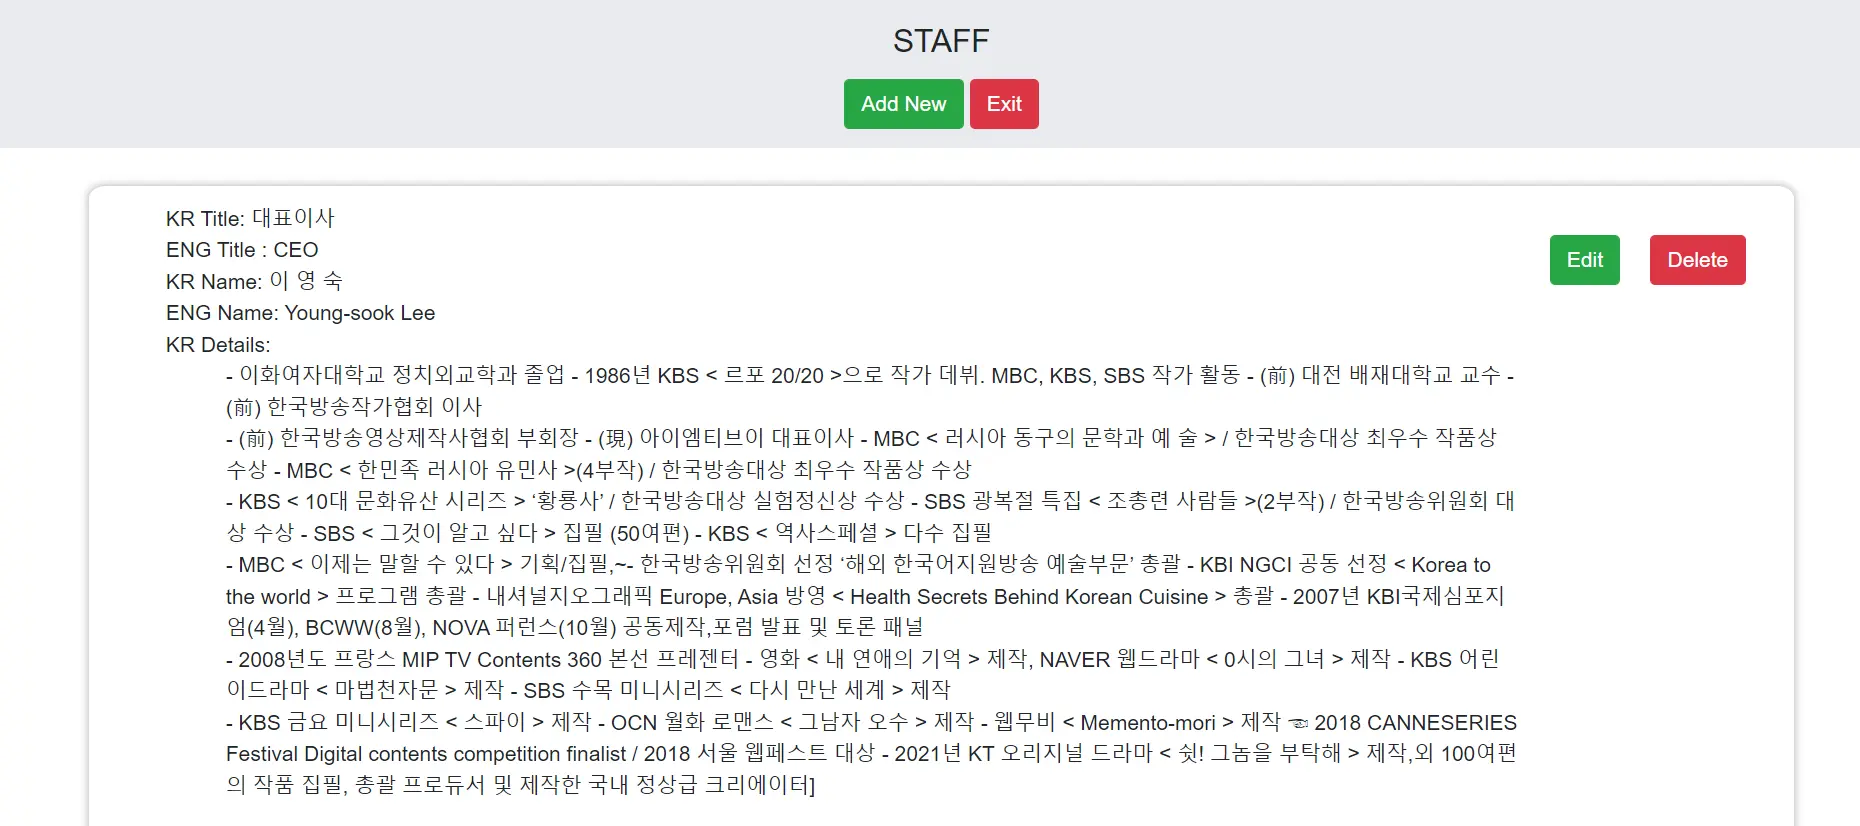 STAFF
Add New Exit
KR Title: 대표이사
ENG Title : CEO
Edit Delete
KR Name: 이 영 숙
ENG Name: Young-sook Lee
KR Details:
- 이화여자대학교 정치외교학과 졸업 - 1986년 KBS < 르포 20/20 >으로 작가 데뷔. MBC, KBS, SBS 작가 활동 - (前) 대전 배재대학교 교수 -
(前) 한국방송작가협회 이사
- (前) 한국방송영상제작사협회 부회장 - (現) 아이엠티브이 대표이사 - MBC < 러시아 동구의 문학과 예 술 > / 한국방송대상 최우수 작품상
수상 - MBC < 한민족 러시아 유민사 >(4부작) / 한국방송대상 최우수 작품상 수상
- KBS < 10대 문화유산 시리즈 > ‘황룡사’ / 한국방송대상 실험정신상 수상 - SBS 광복절 특집 < 조총련 사람들 >(2부작) / 한국방송위원회 대
상 수상 - SBS < 그것이 알고 싶다 > 집필 (50여편) - KBS < 역사스페셜 > 다수 집필
- MBC < 이제는 말할 수 있다 > 기획/집필,~- 한국방송위원회 선정 ‘해외 한국어지원방송 예술부문’ 총괄 - KBI NGCI 공동 선정 < Korea to
the world > 프로그램 총괄 - 내셔널지오그래픽 Europe, Asia 방영 < Health Secrets Behind Korean Cuisine > 총괄 - 2007년 KBI국제심포지
엄(4월), BCWW(8월), NOVA 퍼런스(10월) 공동제작,포럼 발표 및 토론 패널
- 2008년도 프랑스 MIP TV Contents 360 본선 프레젠터 - 영화 < 내 연애의 기억 > 제작, NAVER 웹드라마 < 0시의 그녀 > 제작 - KBS 어린
이드라마 < 마법천자문 > 제작 - SBS 수목 미니시리즈 < 다시 만난 세계 > 제작
- KBS 금요 미니시리즈 < 스파이 > 제작 - OCN 월화 로맨스 < 그남자 오수 > 제작 - 웹무비 < Memento-mori > 제작 ☜ 2018 CANNESERIES
Festival Digital contents competition finalist / 2018 서울 웹페스트 대상 - 2021년 KT 오리지널 드라마 < 쉿! 그놈을 부탁해 > 제작,외 100여편
의 작품 집필, 총괄 프로듀서 및 제작한 국내 정상급 크리에이터]